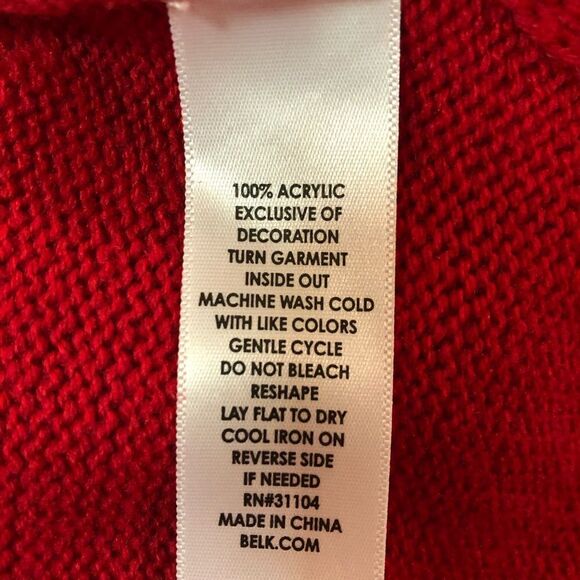 100% ACRYLIC
EXCLUSIVE OF
DECORATION
TURN GARMENT
INSIDE OUT
MACHINE WASH COLD
WITH LIKE COLORS
GENTLE CYCLE
DO NOT BLEACH
RESHAPE
LAY FLAT TO DRY
COOL IRON ON
REVERSE SIDE
IF NEEDED
RN#31104
MADE IN CHINA
BELK.COM